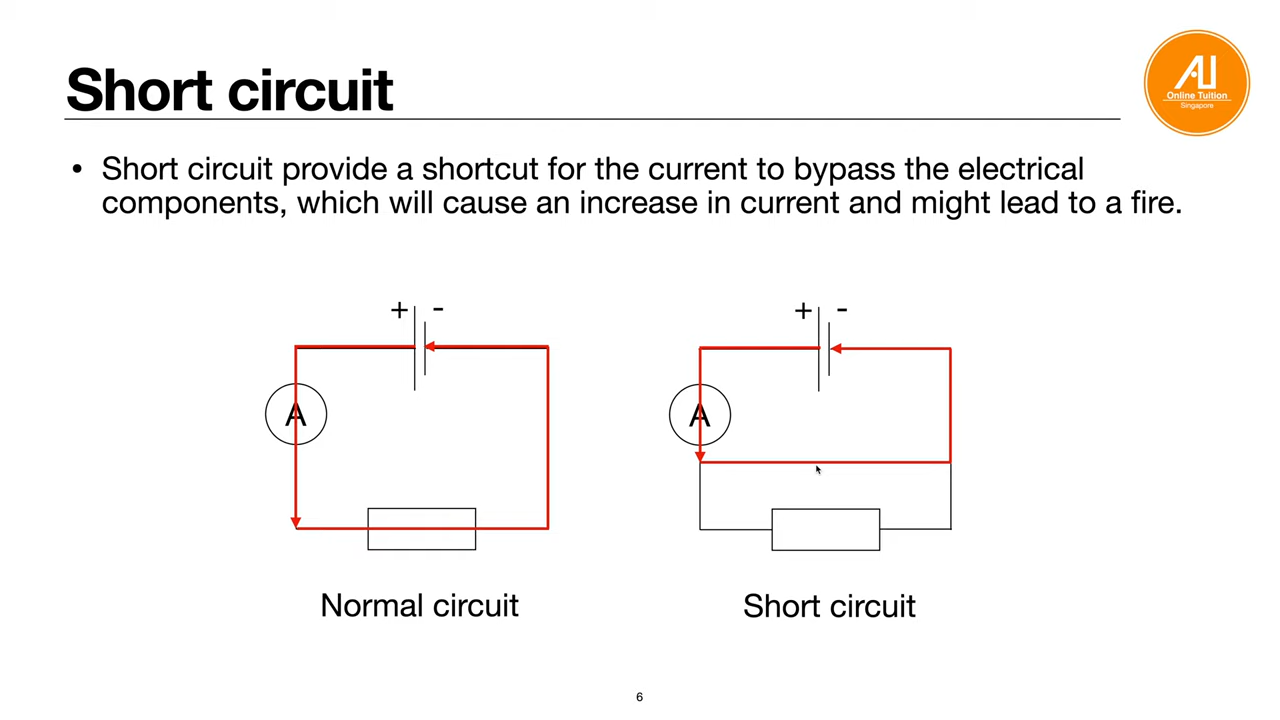 Short circuit
AU
Online Tuition
Singapore
• Short circuit provide a shortcut for the current to bypass the electrical
components, which will cause an increase in current and might lead to a fire.
+ -
+ -
A
A
Normal circuit
Short circuit
6